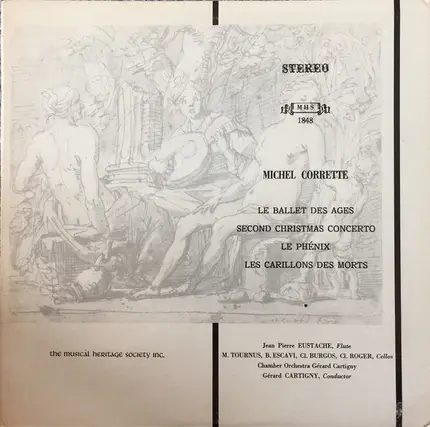 STEREO
MHS
1868
MICHEL CORRETTE
LE BALLET DES AGES
SECOND CHRISTMAS CONCERTO
LE PHÉNIX
LES CARILLONS DES MORTS
the musical heritage society inc.
Jean Pierre EUSTACHE, Flute
M. TOURNUS, B. ESCAVI, Cl. BURGOS, Cl. ROGER, Cellos
Chamber Orchestra Gérard Cartigny
Gérard CARTIGNY, Conductor